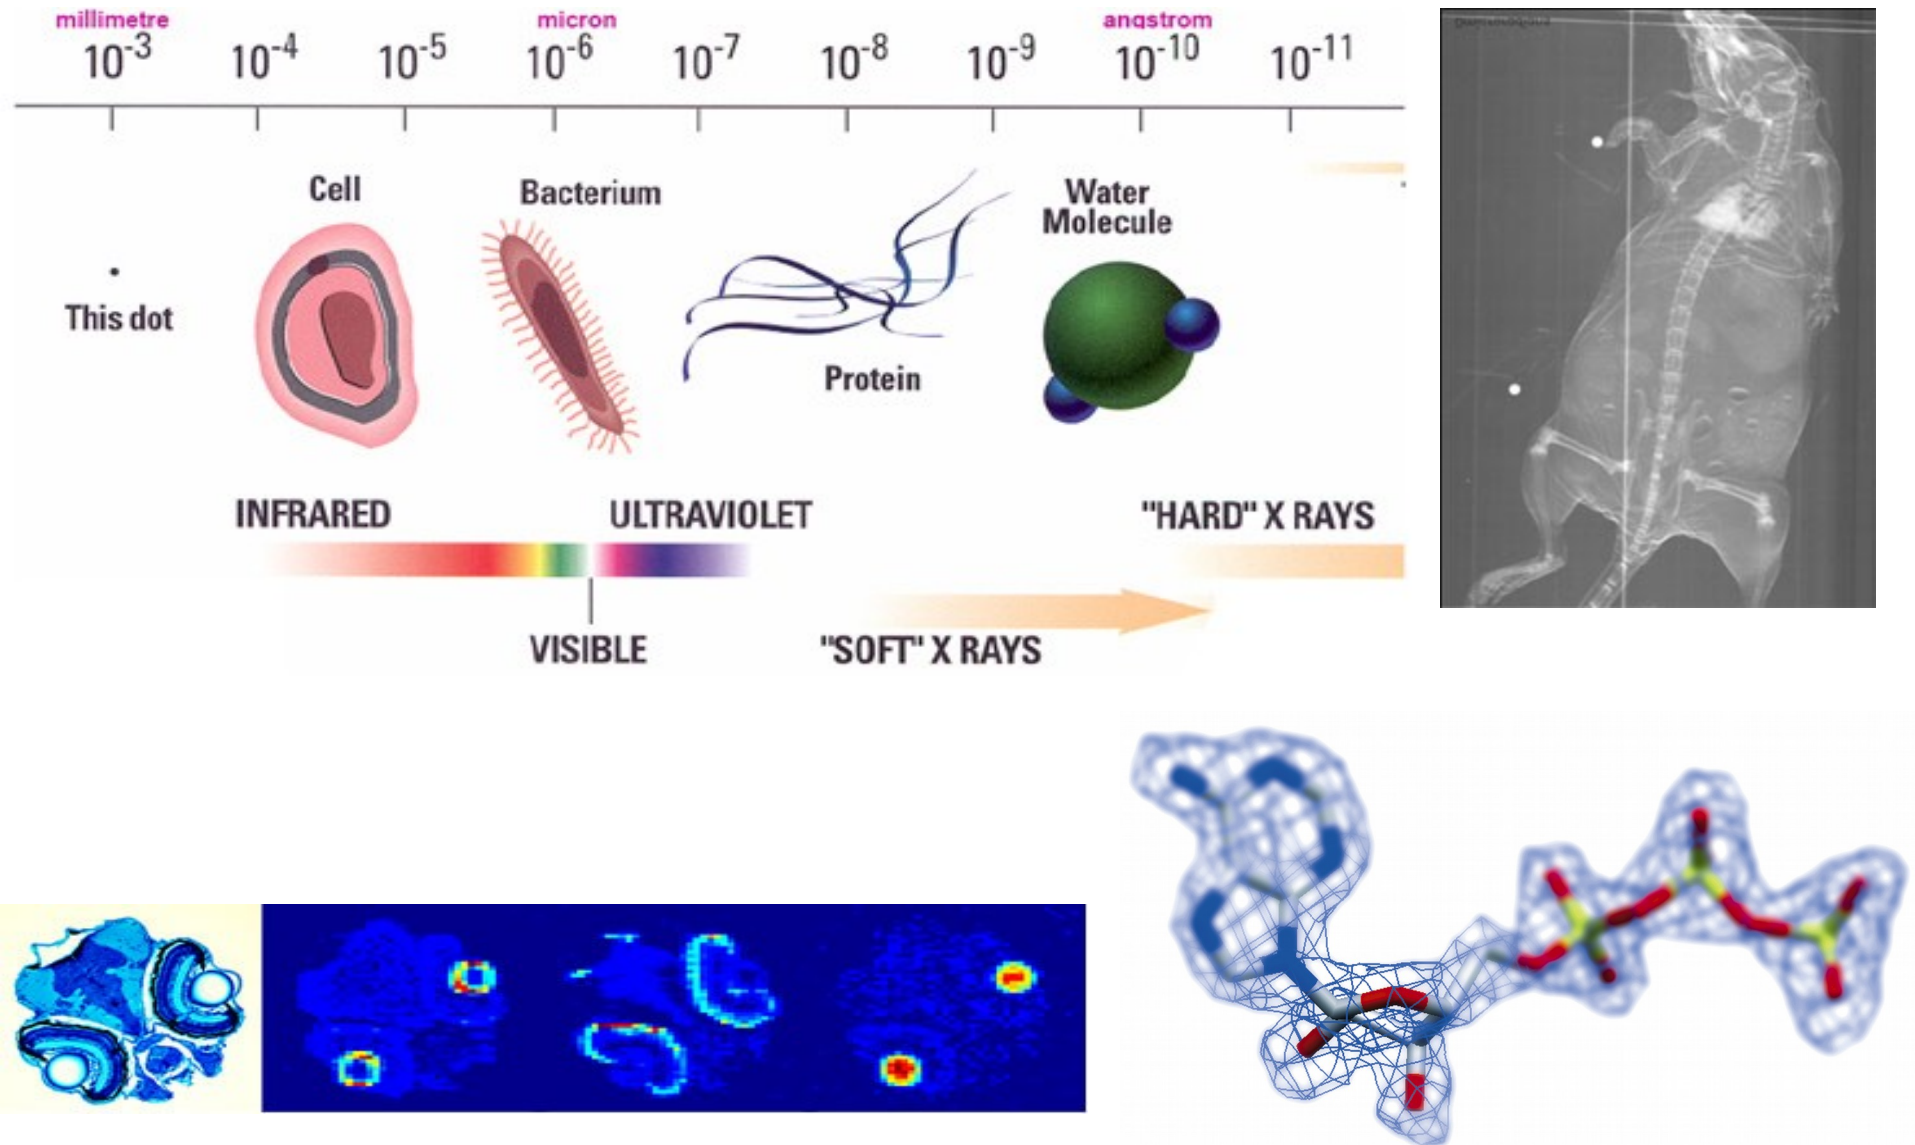 millimetre micron angstrom
10⁻³ 10⁻⁴ 10⁻⁵ 10⁻⁶ 10⁻⁷ 10⁻⁸ 10⁻⁹ 10⁻¹⁰ 10⁻¹¹
Cell
Bacterium
Water
Molecule
This dot
Protein
INFRARED ULTRAVIOLET "HARD" X RAYS
VISIBLE "SOFT" X RAYS